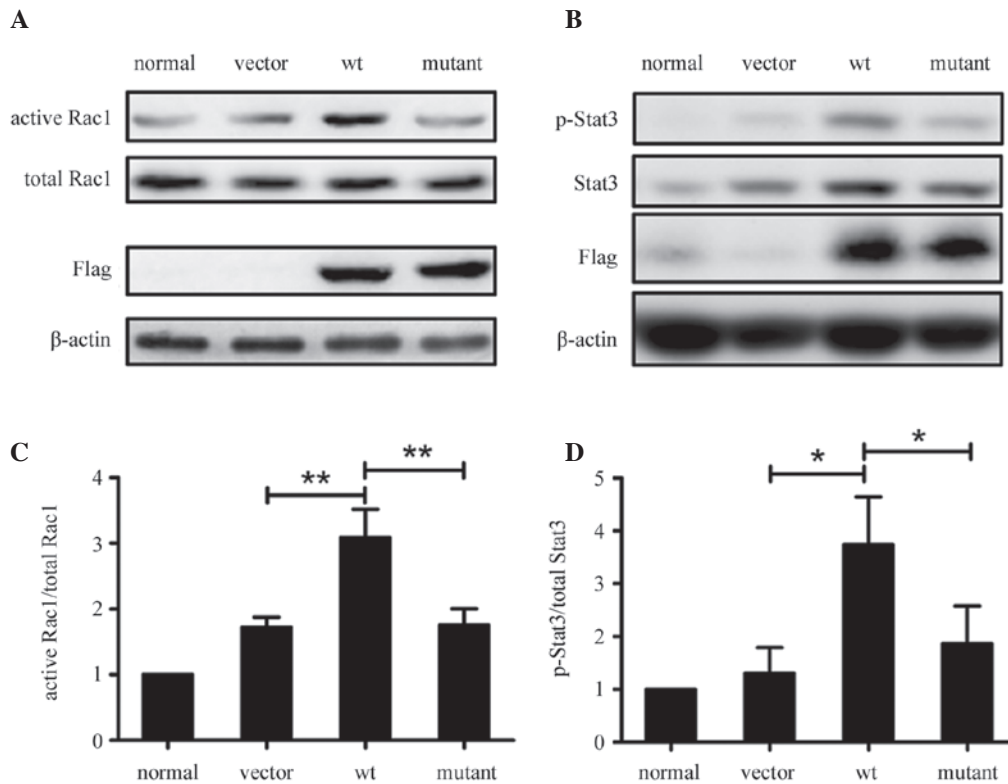 A
normal vector wt mutant
active Rac1
total Rac1
Flag
β-actin
B
normal vector wt mutant
p-Stat3
Stat3
Flag
β-actin
C
active Rac1/total Rac1
4
3
2
1
0
** **
normal vector wt mutant
D
p-Stat3/total Stat3
5
4
3
2
1
0
* *
normal vector wt mutant